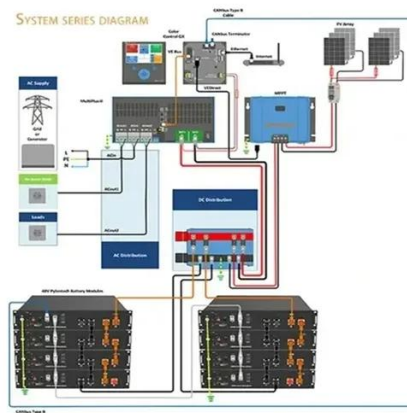 SYSTEM SERIES DIAGRAM
CANbus Type B
Cable
Color
Control GX
CANbus Terminator
PV Array
VE Bus
Ethernet
Ethernet
AC Supply
VEDirect
MultiPlus-II
MPPT
Grid
or
Generator
L
PE
N
ACin
ACout1
Loads
ACout2
DC Distribution
AC Distribution
48V Pylontech Battery Modules
CANbus Type B